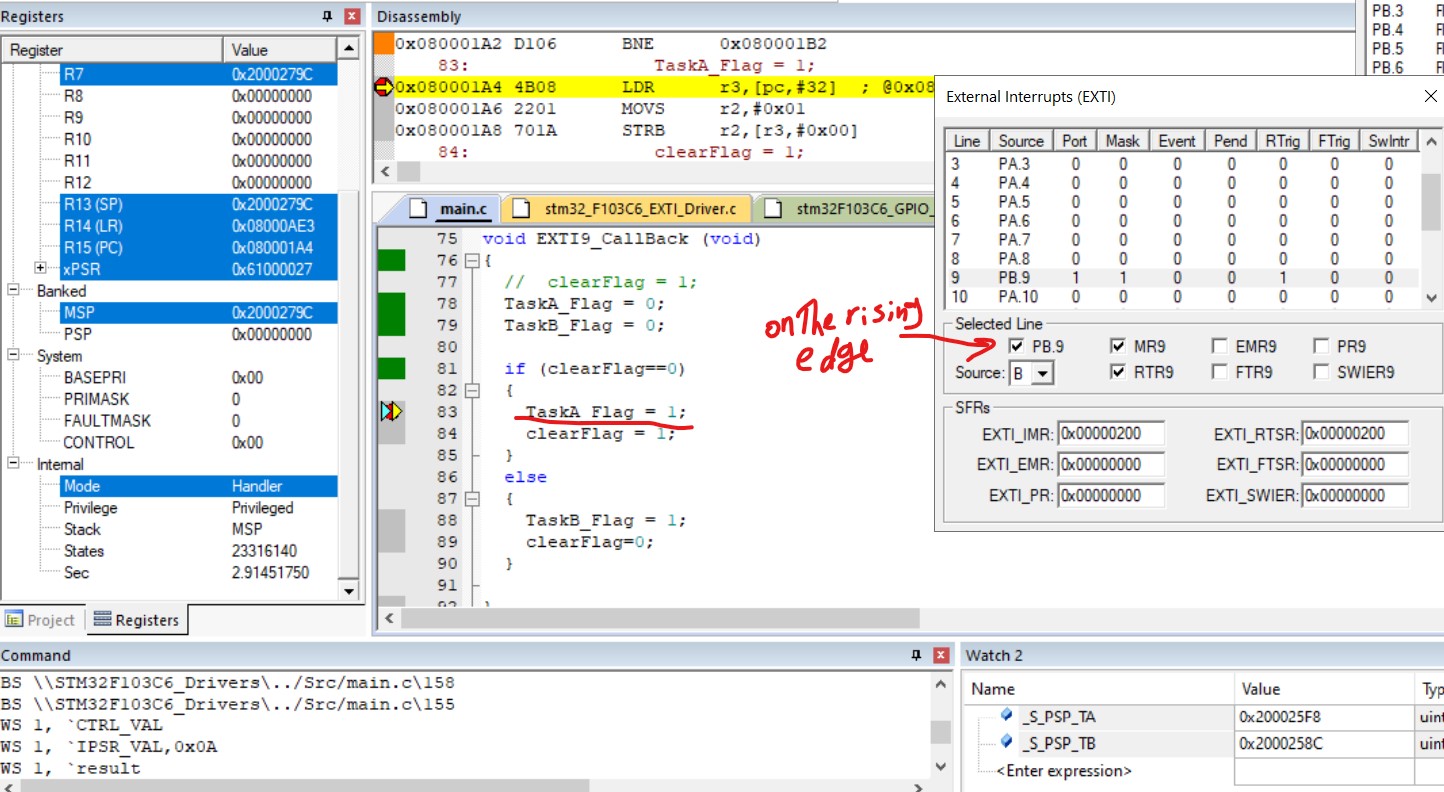 Registers
Register Value
R7 0x2000279C
R8 0x00000000
R9 0x00000000
R10 0x00000000
R11 0x00000000
R12 0x00000000
R13 (SP) 0x2000279C
R14 (LR) 0x08000AE3
R15 (PC) 0x080001A4
xPSR 0x61000027
Banked
MSP 0x2000279C
PSP 0x00000000
System
BASEPRI 0x00
PRIMASK 0
FAULTMASK 0
CONTROL 0x00
Internal
Mode Handler
Privilege Privileged
Stack MSP
States 23316140
Sec 2.91451750
Project Registers
Disassembly
0x080001A2 D106 BNE 0x080001B2
83: TaskA_Flag = 1;
0x080001A4 4B08 LDR r3,[pc,#32] ; @0x08
0x080001A6 2201 MOVS r2,#0x01
0x080001A8 701A STRB r2,[r3,#0x00]
84: clearFlag = 1;
main.c stm32_F103C6_EXTI_Driver.c stm32F103C6_GPIO_
75 void EXTI9_CallBack (void)
76 {
77 // clearFlag = 1;
78 TaskA_Flag = 0;
79 TaskB_Flag = 0;
80
81 if (clearFlag==0)
82 {
83 TaskA_Flag = 1;
84 clearFlag = 1;
85 }
86 else
87 {
88 TaskB_Flag = 1;
89 clearFlag=0;
90 }
91
on The rising
edge
PB.3
PB.4
PB.5
PB.6
External Interrupts (EXTI)
Line Source Port Mask Event Pend RTrig FTrig SwIntr
3 PA.3 0 0 0 0 0 0 0
4 PA.4 0 0 0 0 0 0 0
5 PA.5 0 0 0 0 0 0 0
6 PA.6 0 0 0 0 0 0 0
7 PA.7 0 0 0 0 0 0 0
8 PA.8 0 0 0 0 0 0 0
9 PB.9 1 1 0 0 1 0 0
10 PA.10 0 0 0 0 0 0 0
Selected Line
PB.9 MR9 EMR9 PR9
Source: B RTR9 FTR9 SWIER9
SFRs
EXTI_IMR: 0x00000200 EXTI_RTSR: 0x00000200
EXTI_EMR: 0x00000000 EXTI_FTSR: 0x00000000
EXTI_PR: 0x00000000 EXTI_SWIER: 0x00000000
Command
BS \\STM32F103C6_Drivers\../Src/main.c\158
BS \\STM32F103C6_Drivers\../Src/main.c\155
WS 1, `CTRL_VAL
WS 1, `IPSR_VAL,0x0A
WS 1, `result
Watch 2
Name Value Typ
_S_PSP_TA 0x200025F8 uint
_S_PSP_TB 0x2000258C uint
<Enter expression>